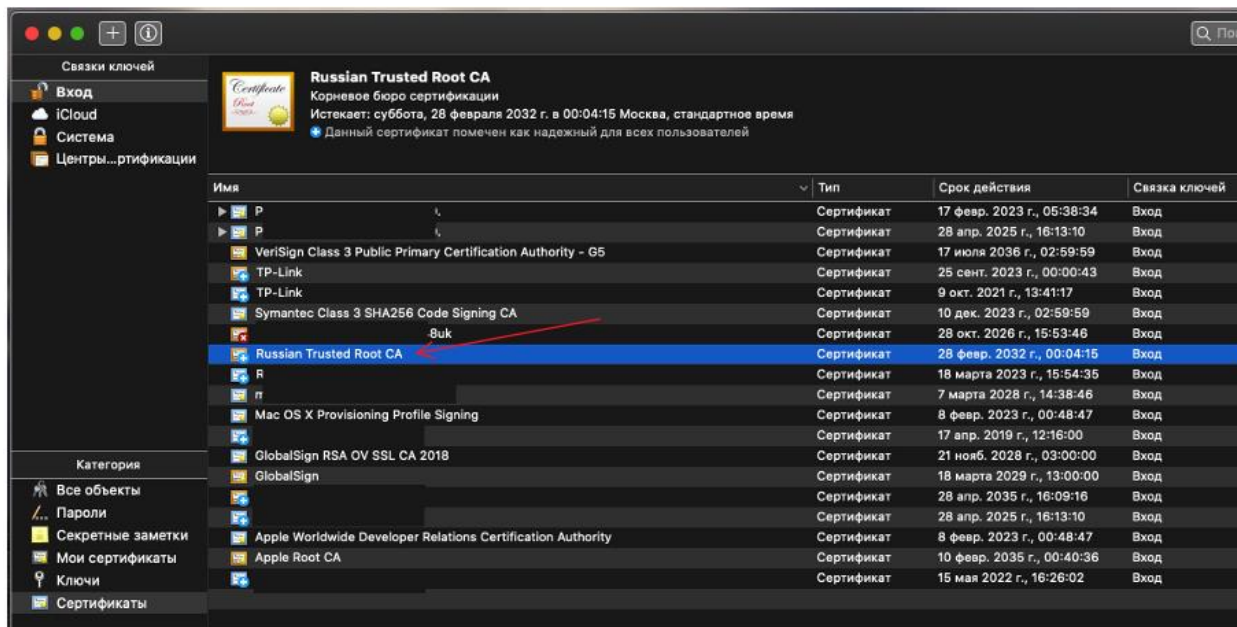 Пои
Связки ключей
Вход
iCloud
Система
Центры...ртификации
Certificate
Root
Russian Trusted Root CA
Корневое бюро сертификации
Истекает: суббота, 28 февраля 2032 г. в 00:04:15 Москва, стандартное время
Данный сертификат помечен как надежный для всех пользователей
Имя Тип Срок действия Связка ключей
P Сертификат 17 февр. 2023 г., 05:38:34 Вход
P Сертификат 28 апр. 2025 г., 16:13:10 Вход
VeriSign Class 3 Public Primary Certification Authority - G5 Сертификат 17 июля 2036 г., 02:59:59 Вход
TP-Link Сертификат 25 сент. 2023 г., 00:00:43 Вход
TP-Link Сертификат 9 окт. 2021 г., 13:41:17 Вход
Symantec Class 3 SHA256 Code Signing CA Сертификат 10 дек. 2023 г., 02:59:59 Вход
8uk Сертификат 28 окт. 2026 г., 15:53:46 Вход
Russian Trusted Root CA Сертификат 28 февр. 2032 г., 00:04:15 Вход
R Сертификат 18 марта 2023 г., 15:54:35 Вход
Сертификат 7 марта 2028 г., 14:38:46 Вход
Mac OS X Provisioning Profile Signing Сертификат 8 февр. 2023 г., 00:48:47 Вход
Сертификат 17 апр. 2019 г., 12:16:00 Вход
GlobalSign RSA OV SSL CA 2018 Сертификат 21 нояб. 2028 г., 03:00:00 Вход
GlobalSign Сертификат 18 марта 2029 г., 13:00:00 Вход
Сертификат 28 апр. 2035 г., 16:09:16 Вход
Сертификат 28 апр. 2025 г., 16:13:10 Вход
Apple Worldwide Developer Relations Certification Authority Сертификат 8 февр. 2023 г., 00:48:47 Вход
Apple Root CA Сертификат 10 февр. 2035 г., 00:40:36 Вход
Сертификат 15 мая 2022 г., 16:26:02 Вход
Категория
Все объекты
Пароли
Секретные заметки
Мои сертификаты
Ключи
Сертификаты